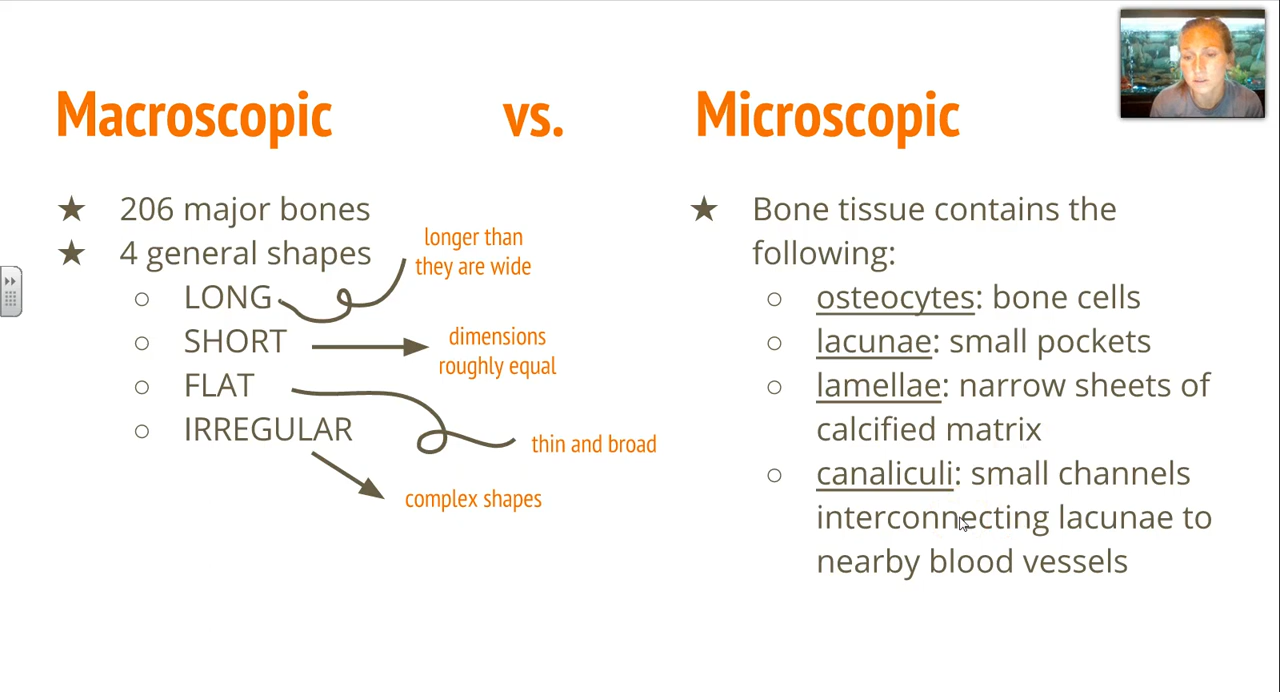 Macroscopic vs. Microscopic
★ 206 major bones
★ 4 general shapes
○ LONG
longer than
they are wide
○ SHORT
dimensions
roughly equal
○ FLAT
thin and broad
○ IRREGULAR
complex shapes
★ Bone tissue contains the
following:
○ osteocytes: bone cells
○ lacunae: small pockets
○ lamellae: narrow sheets of
calcified matrix
○ canaliculi: small channels
interconnecting lacunae to
nearby blood vessels